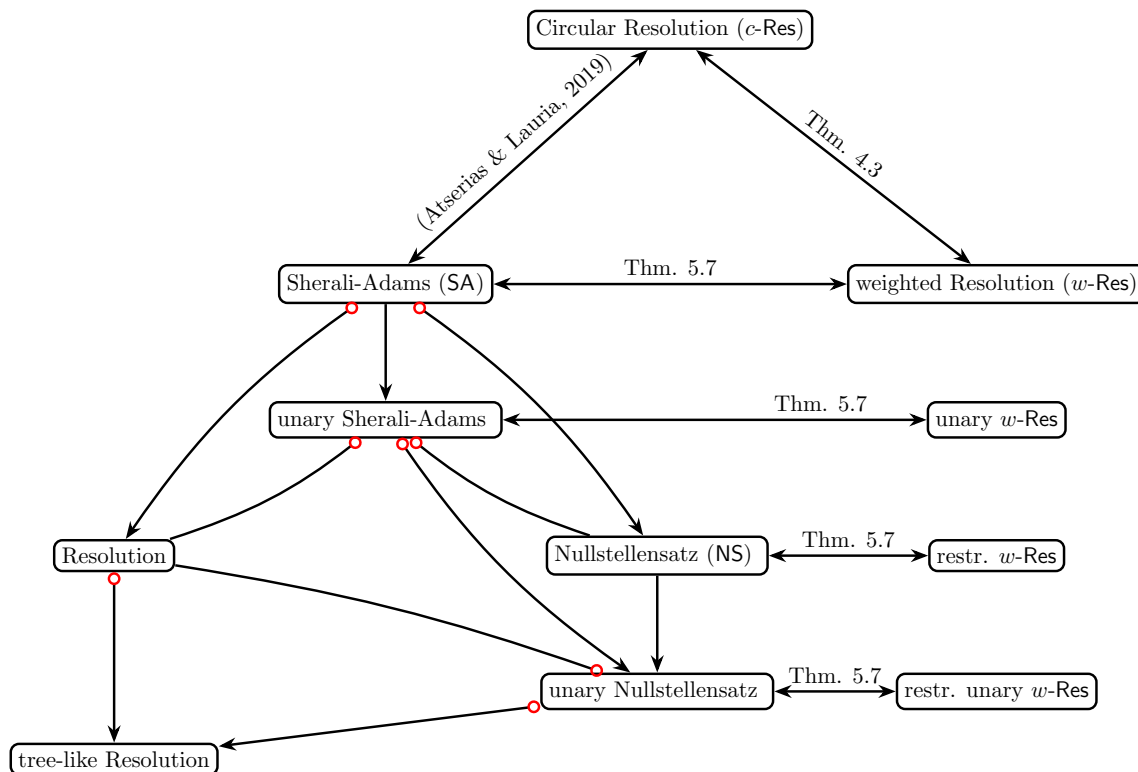 Circular Resolution (c-Res)
(Atserias & Lauria, 2019)
Thm. 4.3
Sherali-Adams (SA)
Thm. 5.7
weighted Resolution (w-Res)
unary Sherali-Adams
Thm. 5.7
unary w-Res
Resolution
Nullstellensatz (NS)
Thm. 5.7
restr. w-Res
unary Nullstellensatz
Thm. 5.7
restr. unary w-Res
tree-like Resolution